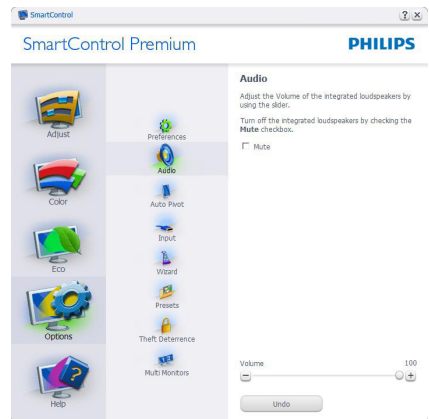 SmartControl
SmartControl Premium
PHILIPS
Adjust
Color
Eco
Options
Help
Preferences
Audio
Auto Pivot
Input
Wizard
Presets
Theft Deterrence
Multi Monitors
Audio
Adjust the Volume of the integrated loudspeakers by
using the slider.
Turn off the integrated loudspeakers by checking the
Mute checkbox.
Mute
Volume 100
Undo